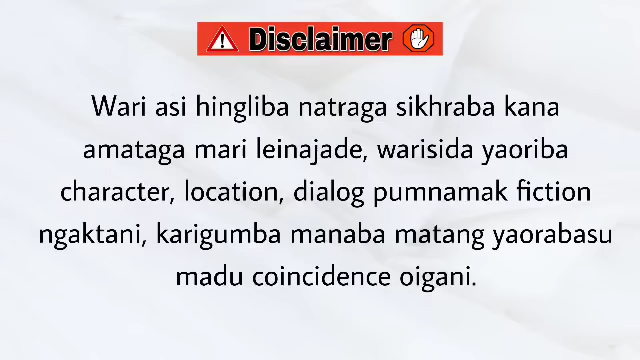 Disclaimer
Wari asi hingliba natraga sikhraba kana
amataga mari leinajade, warisida yaoriba
character, location, dialog pumnamak fiction
ngaktani, karigumba manaba matang yaorabasu
madu coincidence oigani.